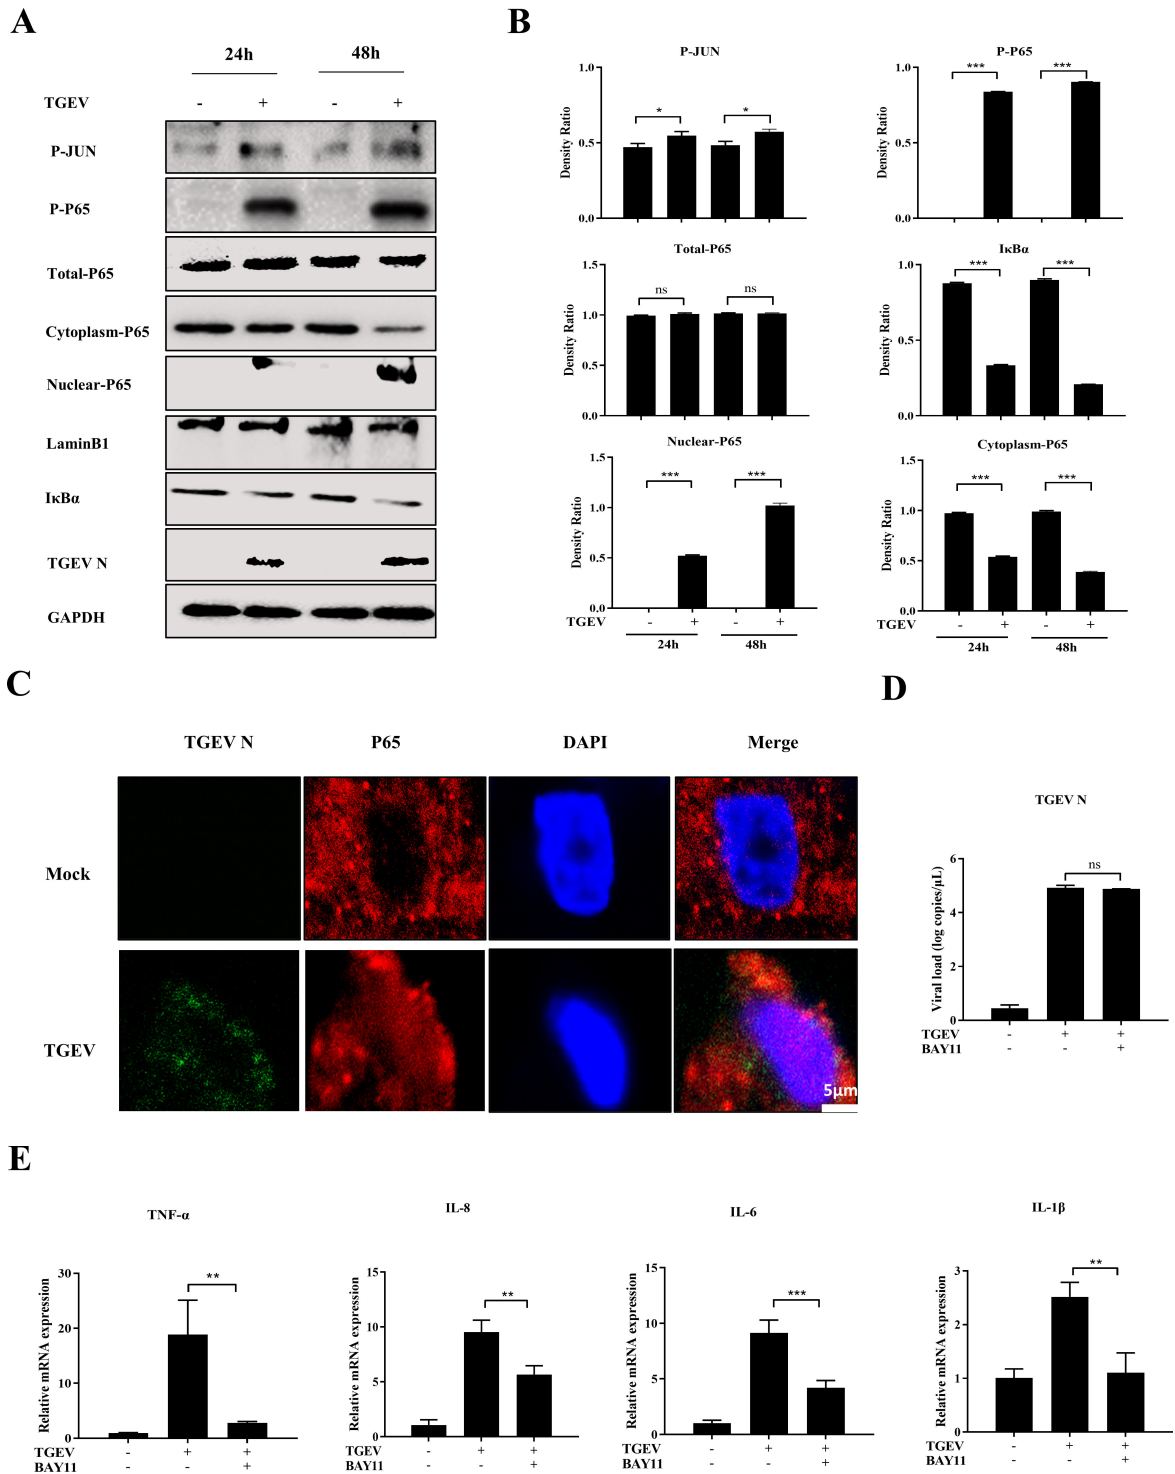 A
24h 48h
TGEV - + - +
P-JUN
P-P65
Total-P65
Cytoplasm-P65
Nuclear-P65
LaminB1
IκBα
TGEV N
GAPDH
B
P-JUN
Density Ratio
1.0
0.5
0.0
* *
P-P65
Density Ratio
1.0
0.5
0.0
*** ***
Total-P65
Density Ratio
1.5
1.0
0.5
0.0
ns ns
IκBα
Density Ratio
1.0
0.5
0.0
*** ***
Nuclear-P65
Density Ratio
1.5
1.0
0.5
0.0
*** ***
TGEV - + - +
24h 48h
Cytoplasm-P65
Density Ratio
1.5
1.0
0.5
0.0
*** ***
TGEV - + - +
24h 48h
C
TGEV N P65 DAPI Merge
Mock
TGEV
5μm
D
TGEV N
Viral load (log copies/μL)
6
4
2
0
ns
TGEV - + +
BAY11 - - +
E
TNF-α
Relative mRNA expression
30
20
10
0
**
TGEV - + +
BAY11 - - +
IL-8
Relative mRNA expression
15
10
5
0
**
TGEV - + +
BAY11 - - +
IL-6
Relative mRNA expression
15
10
5
0
***
TGEV - + +
BAY11 - - +
IL-1β
Relative mRNA expression
3
2
1
0
**
TGEV - + +
BAY11 - - +